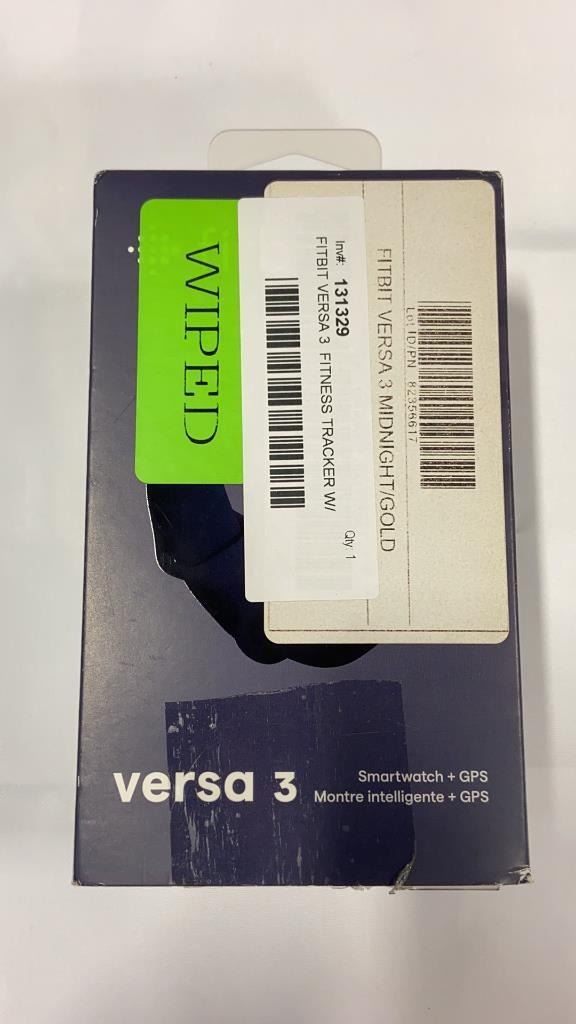 WIPED
Inv#: 131329
FITBIT VERSA 3 FITNESS TRACKER W/
Qty: 1
FITBIT VERSA 3 MIDNIGHT/GOLD
Lot ID/PN 82356617
versa 3
Smartwatch + GPS
Montre intelligente + GPS